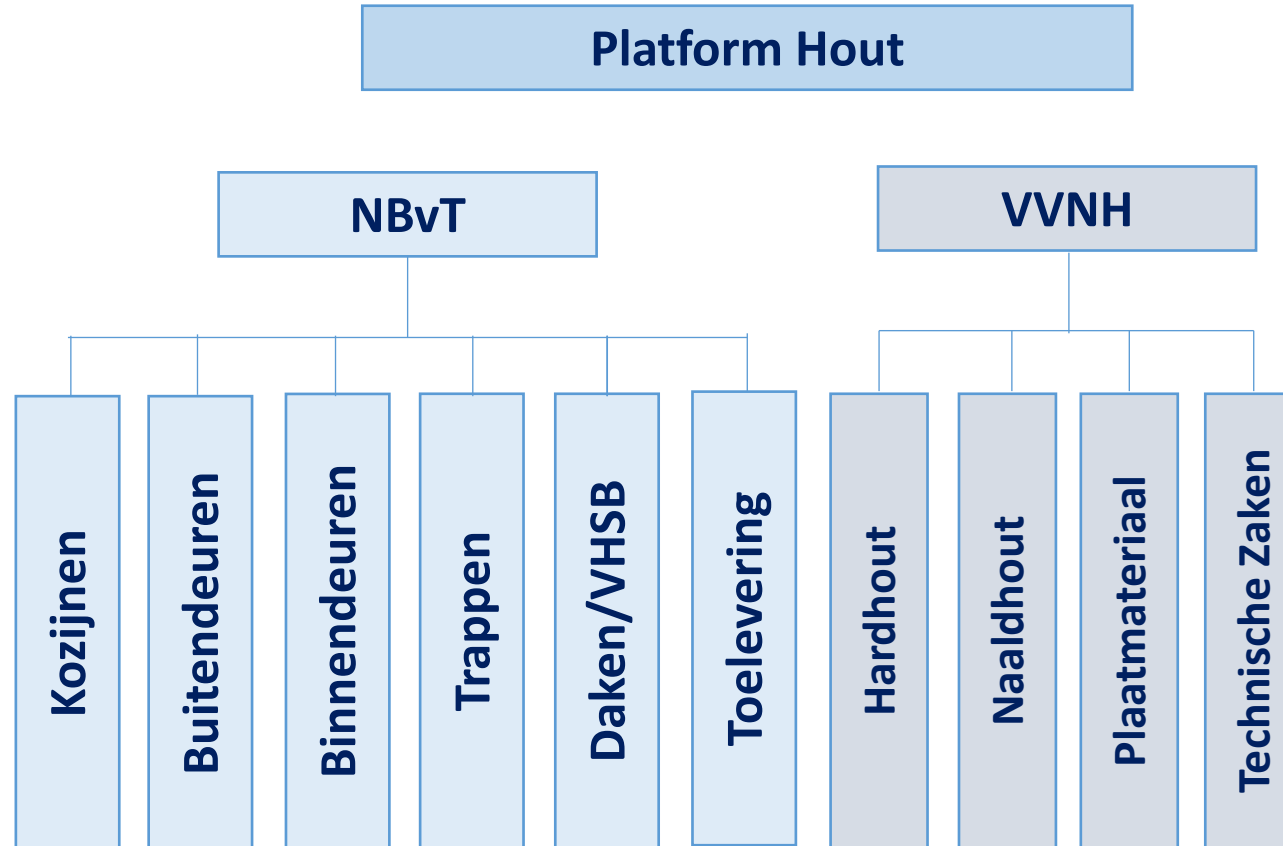 Platform Hout
NBvT
VVNH
Kozijnen
Buitendeuren
Binnendeuren
Trappen
Daken/VHSB
Toelevering
Hardhout
Naaldhout
Plaatmateriaal
Technische Zaken